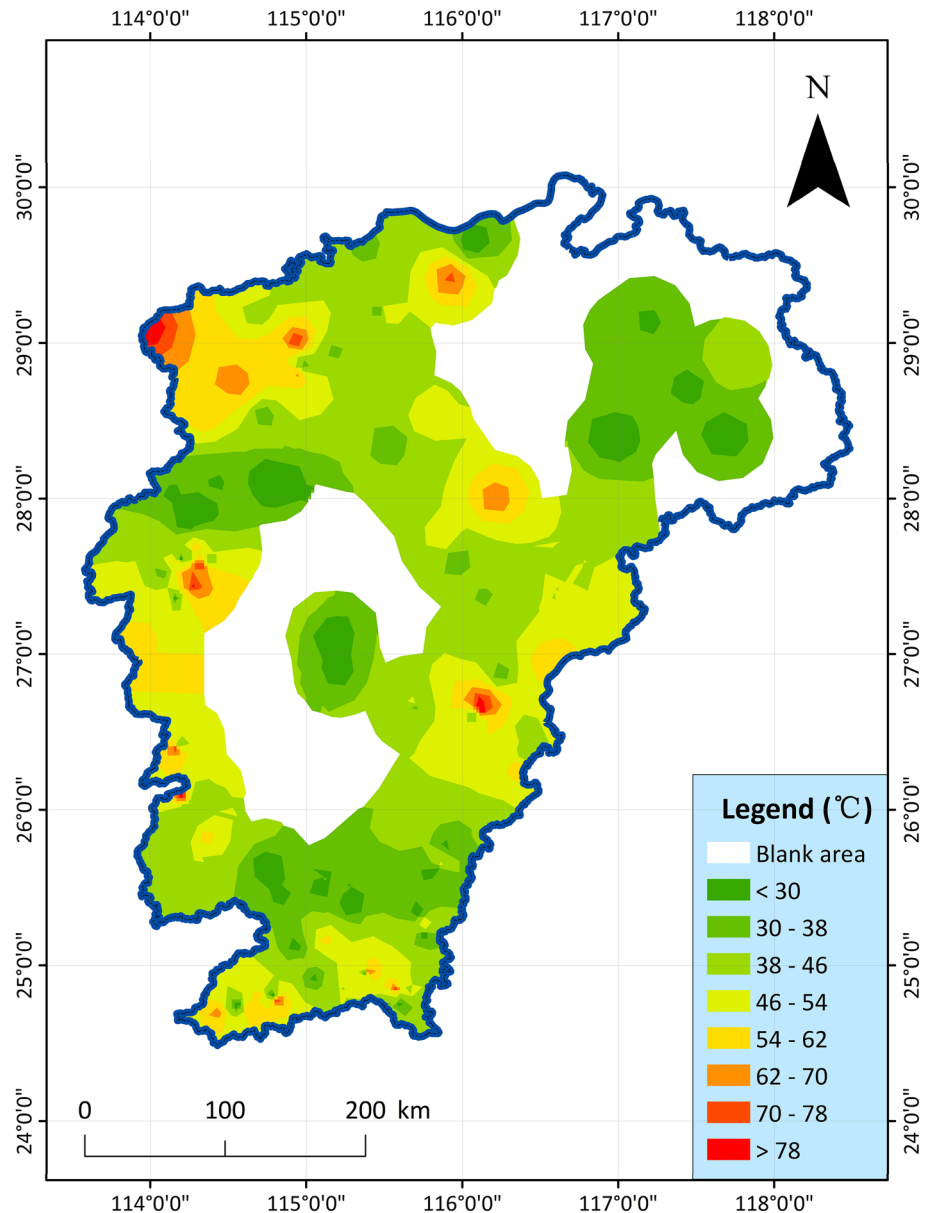 114°0'0" 115°0'0" 116°0'0" 117°0'0" 118°0'0"
N
30°0'0" 30°0'0"
29°0'0" 29°0'0"
28°0'0" 28°0'0"
27°0'0" 27°0'0"
26°0'0" 26°0'0"
25°0'0" 25°0'0"
24°0'0" 24°0'0"
Legend (℃)
Blank area
< 30
30 - 38
38 - 46
46 - 54
54 - 62
62 - 70
70 - 78
> 78
0 100 200 km
114°0'0" 115°0'0" 116°0'0" 117°0'0" 118°0'0"